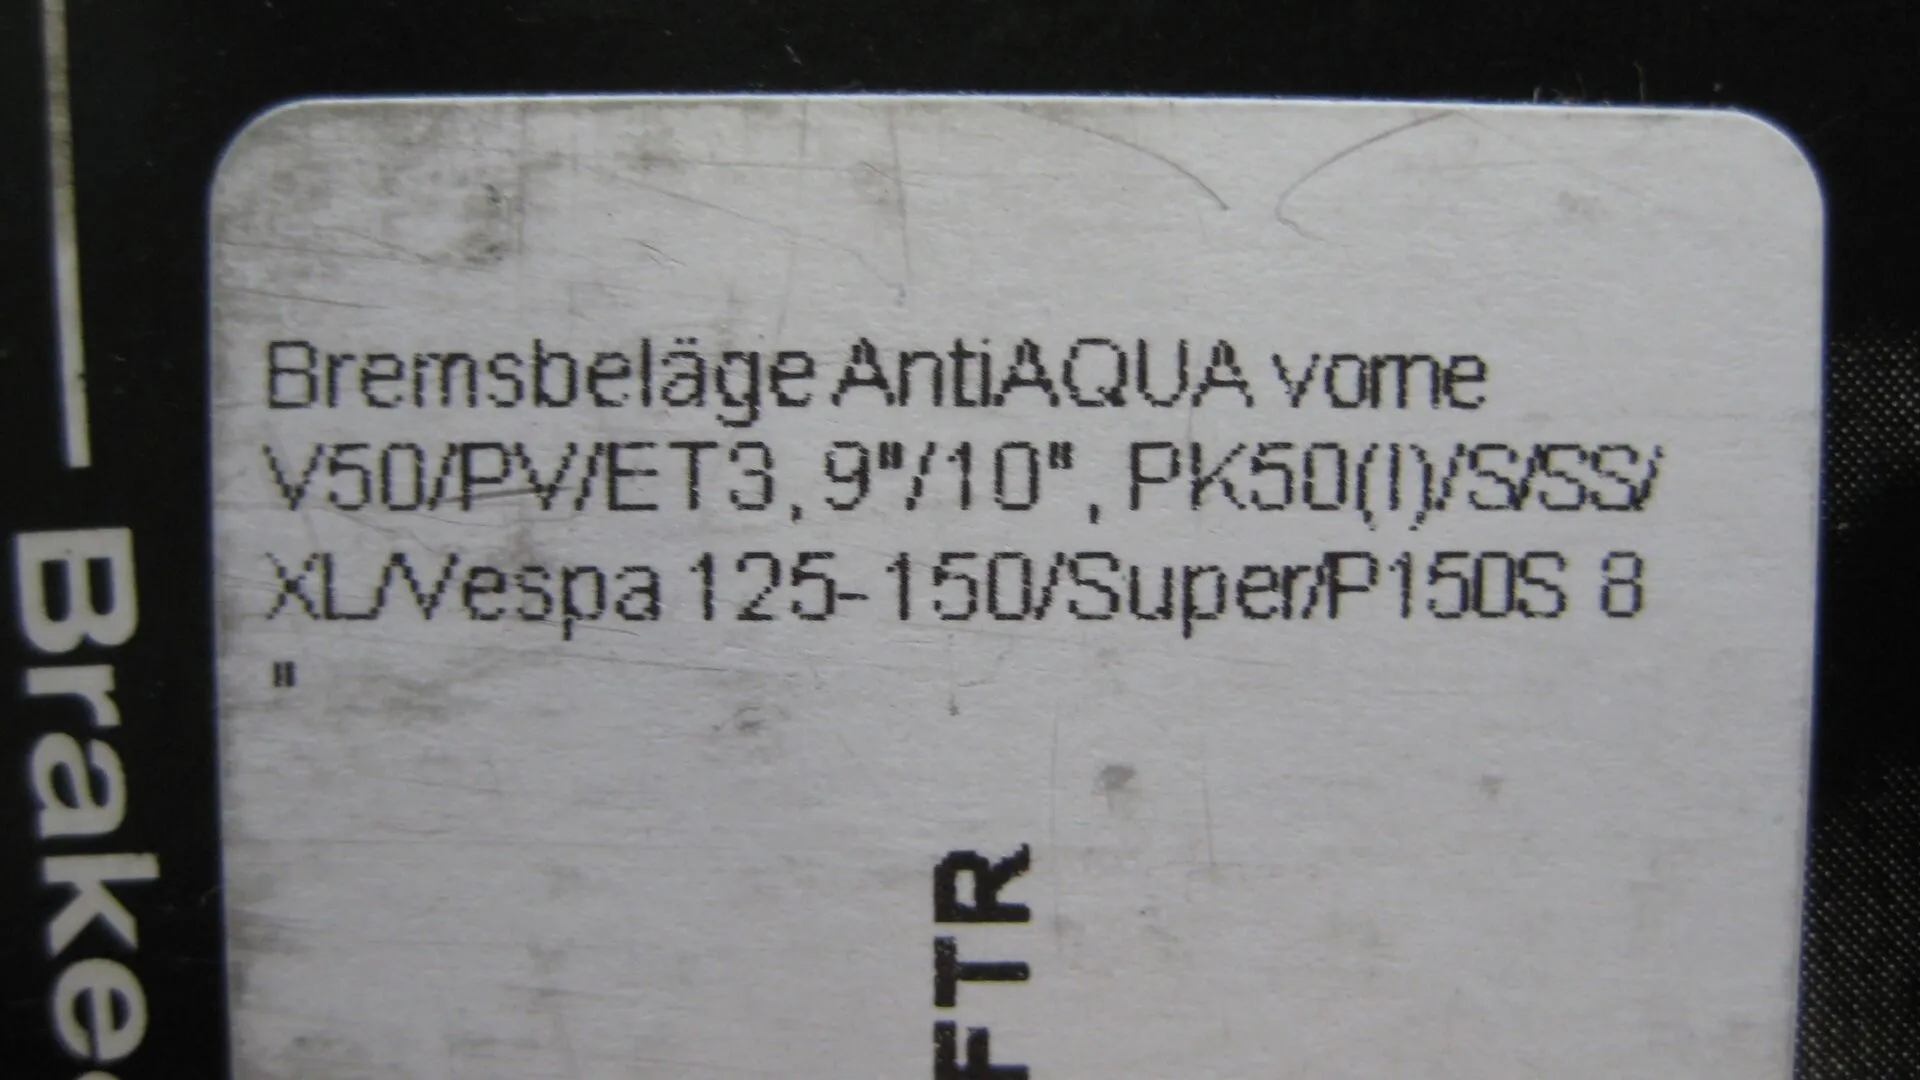 Bremsbeläge AntiAQUA vorne
V50/PV/ET3, 9"/10", PK50(I)/S/SS/
XL/Vespa 125-150/Super/P150S 8
"
FTR
Brake